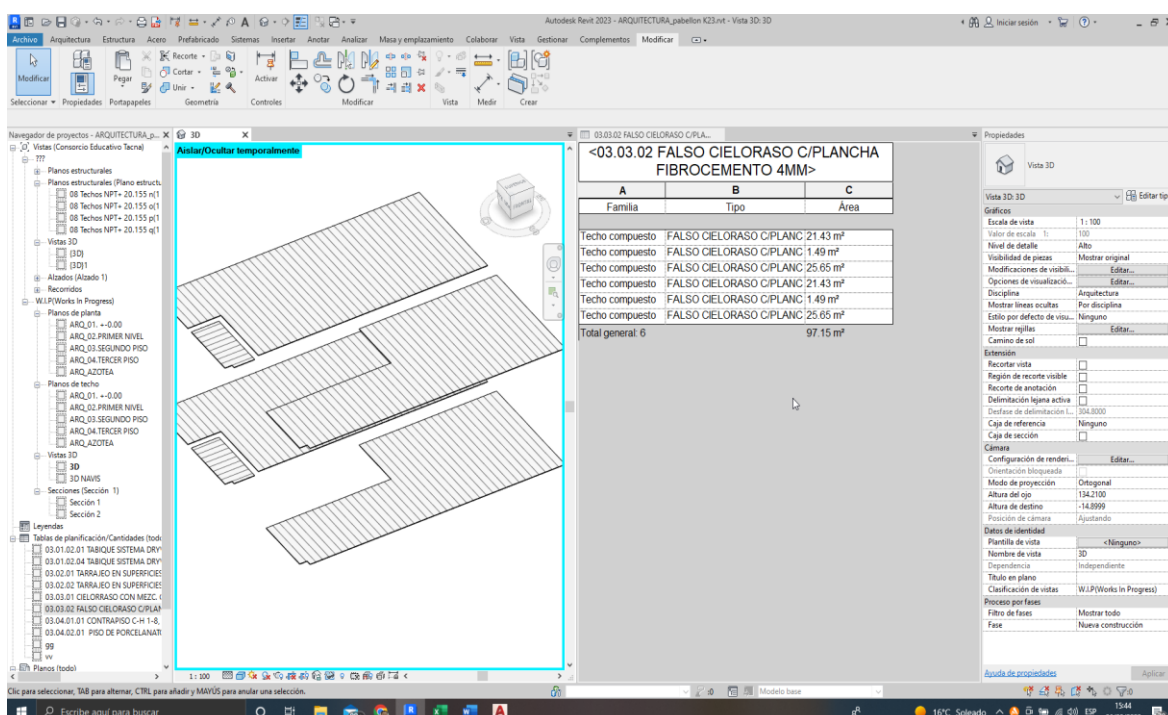 Autodesk Revit 2023 - ARQUITECTURA_pabellon K23.rvt - Vista 3D: 3D
Iniciar sesión
Archivo Arquitectura Estructura Acero Prefabricado Sistemas Insertar Anotar Analizar Masa y emplazamiento Colaborar Vista Gestionar Complementos Modificar
Modificar
Pegar
Recorte
Cortar
Unir
Activar
Seleccionar Propiedades Portapapeles Geometría Controles Modificar Vista Medir Crear
Navegador de proyectos - ARQUITECTURA_p...
Vistas (Consorcio Educativo Tacna)
???
Planos estructurales
Planos estructurales (Plano estructu
08 Techos NPT+ 20.155 n(1
08 Techos NPT+ 20.155 o(1
08 Techos NPT+ 20.155 p(1
08 Techos NPT+ 20.155 q(1
Vistas 3D
{3D}
{3D}1
Alzados (Alzado 1)
Recorridos
W.I.P(Works In Progress)
Planos de planta
ARQ_01. +-0.00
ARQ_02.PRIMER NIVEL
ARQ_03.SEGUNDO PISO
ARQ_04.TERCER PISO
ARQ_AZOTEA
Planos de techo
ARQ_01. +-0.00
ARQ_02.PRIMER NIVEL
ARQ_03.SEGUNDO PISO
ARQ_04.TERCER PISO
ARQ_AZOTEA
Vistas 3D
3D
3D NAVIS
Secciones (Sección 1)
Sección 1
Sección 2
Leyendas
Tablas de planificación/Cantidades (todo
03.01.02.01 TABIQUE SISTEMA DRY
03.01.02.04 TABIQUE SISTEMA DRY
03.02.01 TARRAJEO EN SUPERFICIES
03.02.02 TARRAJEO EN SUPERFICIES
03.03.01 CIELORRASO CON MEZC. (
03.03.02 FALSO CIELORASO C/PLAN
03.04.01.01 CONTRAPISO C-H 1-8,
03.04.02.01 PISO DE PORCELANAT
gg
vv
Planos (todo)
3D
Aislar/Ocultar temporalmente
1 : 100
03.03.02 FALSO CIELORASO C/PLA...
<03.03.02 FALSO CIELORASO C/PLANCHA
FIBROCEMENTO 4MM>
A B C
Familia Tipo Área
Techo compuesto FALSO CIELORASO C/PLANC 21.43 m²
Techo compuesto FALSO CIELORASO C/PLANC 1.49 m²
Techo compuesto FALSO CIELORASO C/PLANC 25.65 m²
Techo compuesto FALSO CIELORASO C/PLANC 21.43 m²
Techo compuesto FALSO CIELORASO C/PLANC 1.49 m²
Techo compuesto FALSO CIELORASO C/PLANC 25.65 m²
Total general: 6 97.15 m²
Propiedades
Vista 3D
Vista 3D: 3D Editar tip
Gráficos
Escala de vista 1 : 100
Valor de escala 1: 100
Nivel de detalle Alto
Visibilidad de piezas Mostrar original
Modificaciones de visibili... Editar...
Opciones de visualizació... Editar...
Disciplina Arquitectura
Mostrar líneas ocultas Por disciplina
Estilo por defecto de visu... Ninguno
Mostrar rejillas Editar...
Camino de sol
Extensión
Recortar vista
Región de recorte visible
Recorte de anotación
Delimitación lejana activa
Desfase de delimitación l... 304.8000
Caja de referencia Ninguno
Caja de sección
Cámara
Configuración de renderi... Editar...
Orientación bloqueada
Modo de proyección Ortogonal
Altura del ojo 134.2100
Altura de destino -14.8999
Posición de cámara Ajustando
Datos de identidad
Plantilla de vista <Ninguno>
Nombre de vista 3D
Dependencia Independiente
Título en plano
Clasificación de vistas W.I.P(Works In Progress)
Proceso por fases
Filtro de fases Mostrar todo
Fase Nueva construcción
Ayuda de propiedades Aplicar
Clic para seleccionar, TAB para alternar, CTRL para añadir y MAYÚS para anular una selección.
:0 Modelo base :0
Escribe aquí para buscar
16°C Soleado ESP 15:44